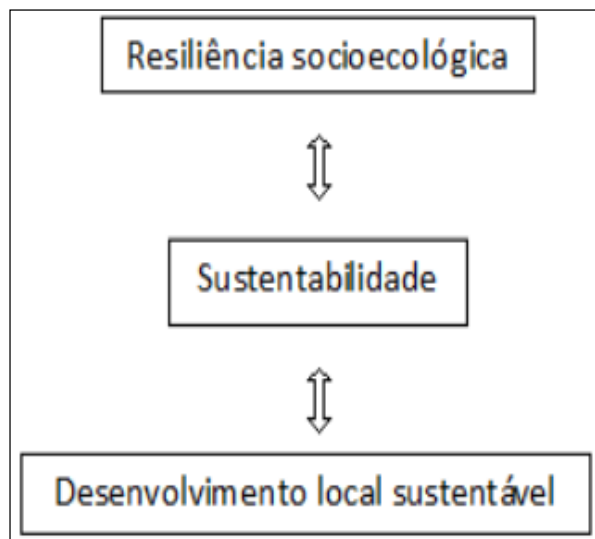 Resiliência socioecológica
Sustentabilidade
Desenvolvimento local sustentável